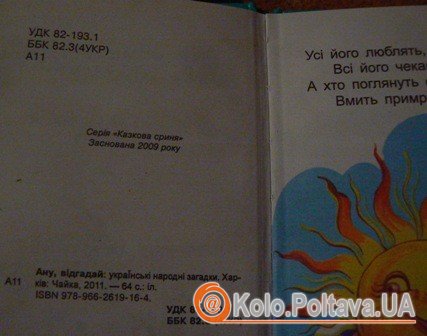 УДК 82-193.1
ББК 82.3(4УКР)
А11
Серія «Казкова сриня»
Заснована 2009 року
Ану, відгадай: українські народні загадки. Хар-
ків: Чайка, 2011. — 64 с.: іл.
А11
ISBN 978-966-2619-16-4.
УДК 8
ББК 82.
Усі його люблять,
Всі його чека
А хто поглянуть
Вмить примр
@ Kolo.Poltava.UA